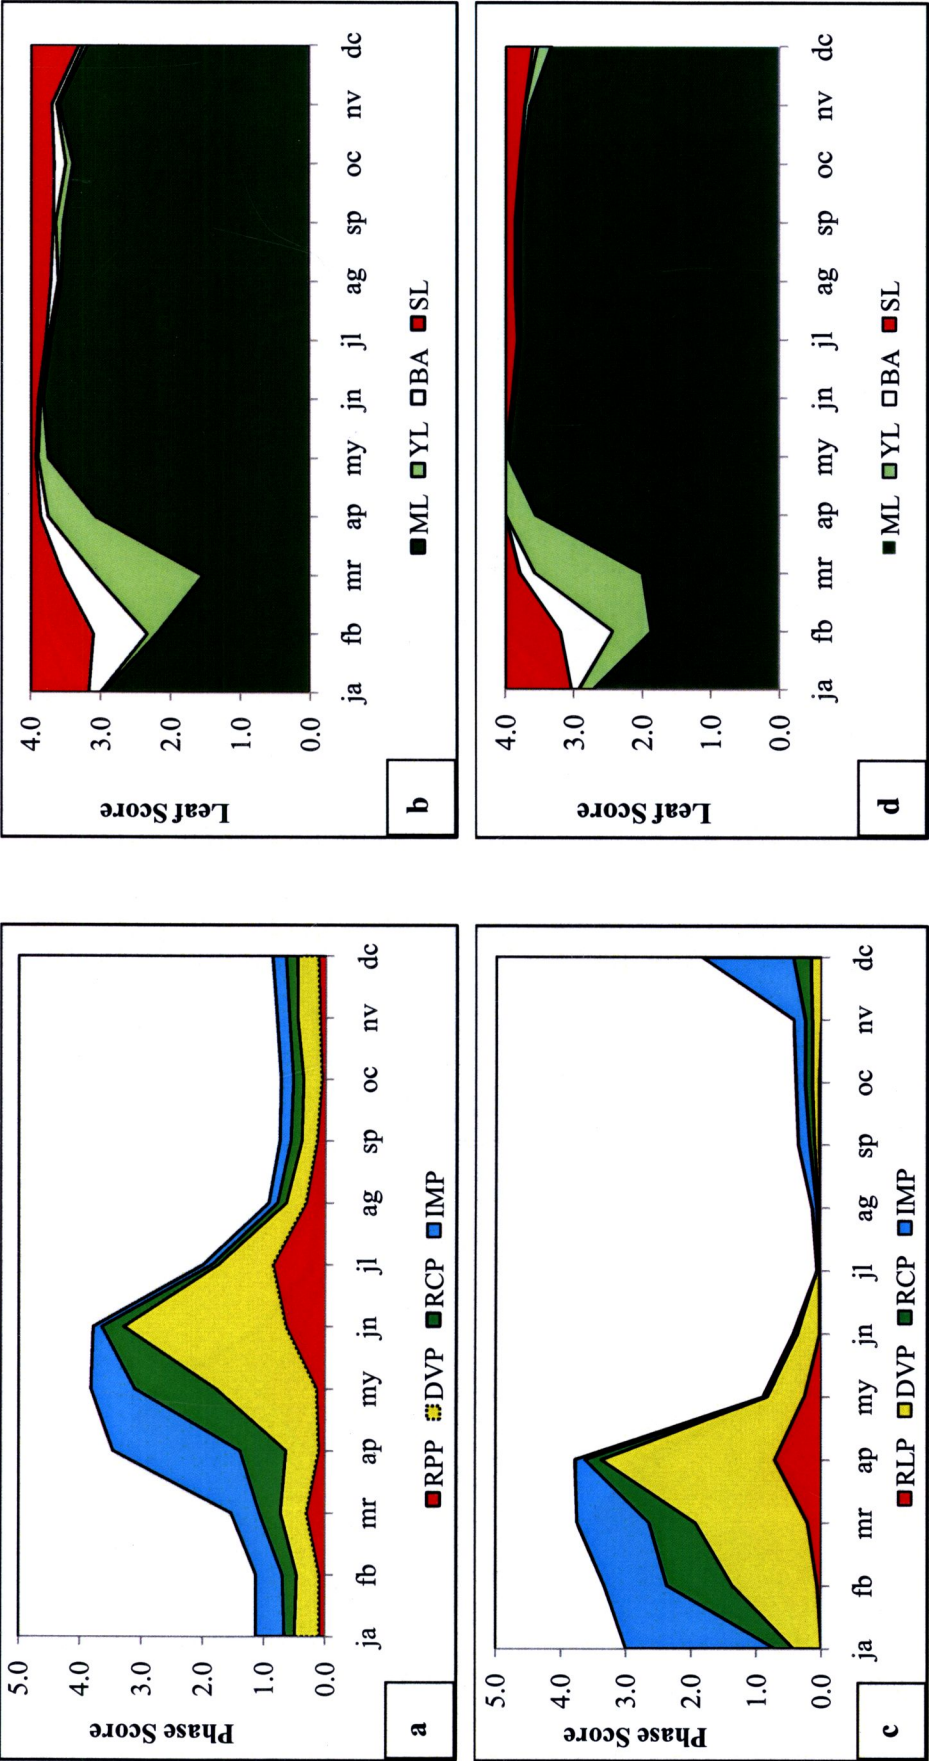 5.0
4.0
3.0
2.0
1.0
0.0
Phase Score
ja fb mr ap my jn jl ag sp oc nv dc
RPP DVP RCP IMP
a
4.0
3.0
2.0
1.0
0.0
Leaf Score
ja fb mr ap my jn jl ag sp oc nv dc
ML YL BA SL
b
5.0
4.0
3.0
2.0
1.0
0.0
Phase Score
ja fb mr ap my jn jl ag sp oc nv dc
RLP DVP RCP IMP
c
4.0
3.0
2.0
1.0
0.0
Leaf Score
ja fb mr ap my jn jl ag sp oc nv dc
ML YL BA SL
d